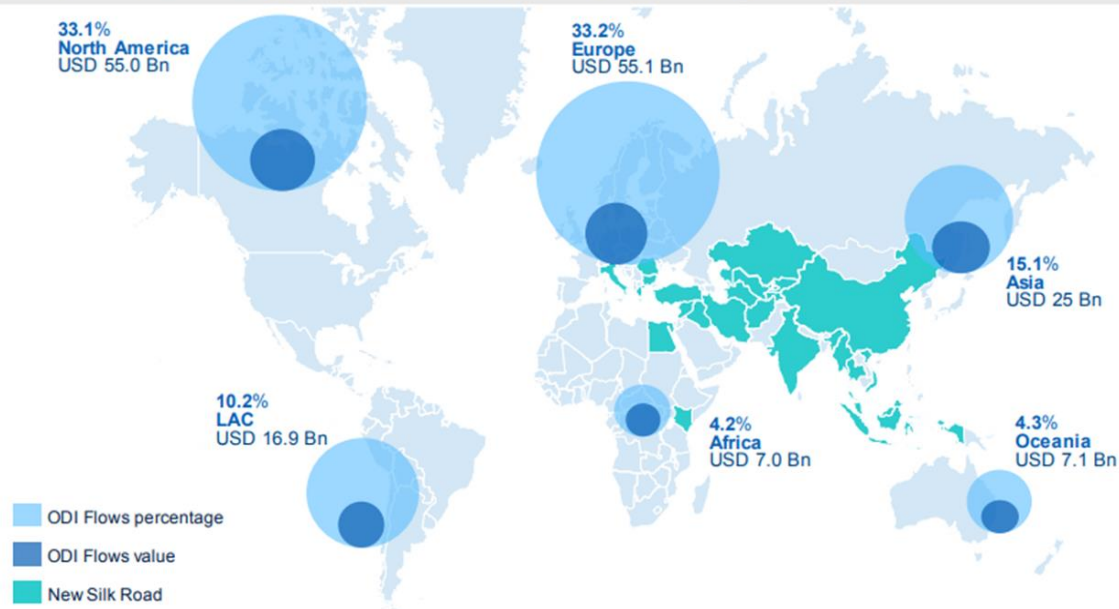 33.1%
North America
USD 55.0 Bn
33.2%
Europe
USD 55.1 Bn
15.1%
Asia
USD 25 Bn
10.2%
LAC
USD 16.9 Bn
4.2%
Africa
USD 7.0 Bn
4.3%
Oceania
USD 7.1 Bn
ODI Flows percentage
ODI Flows value
New Silk Road